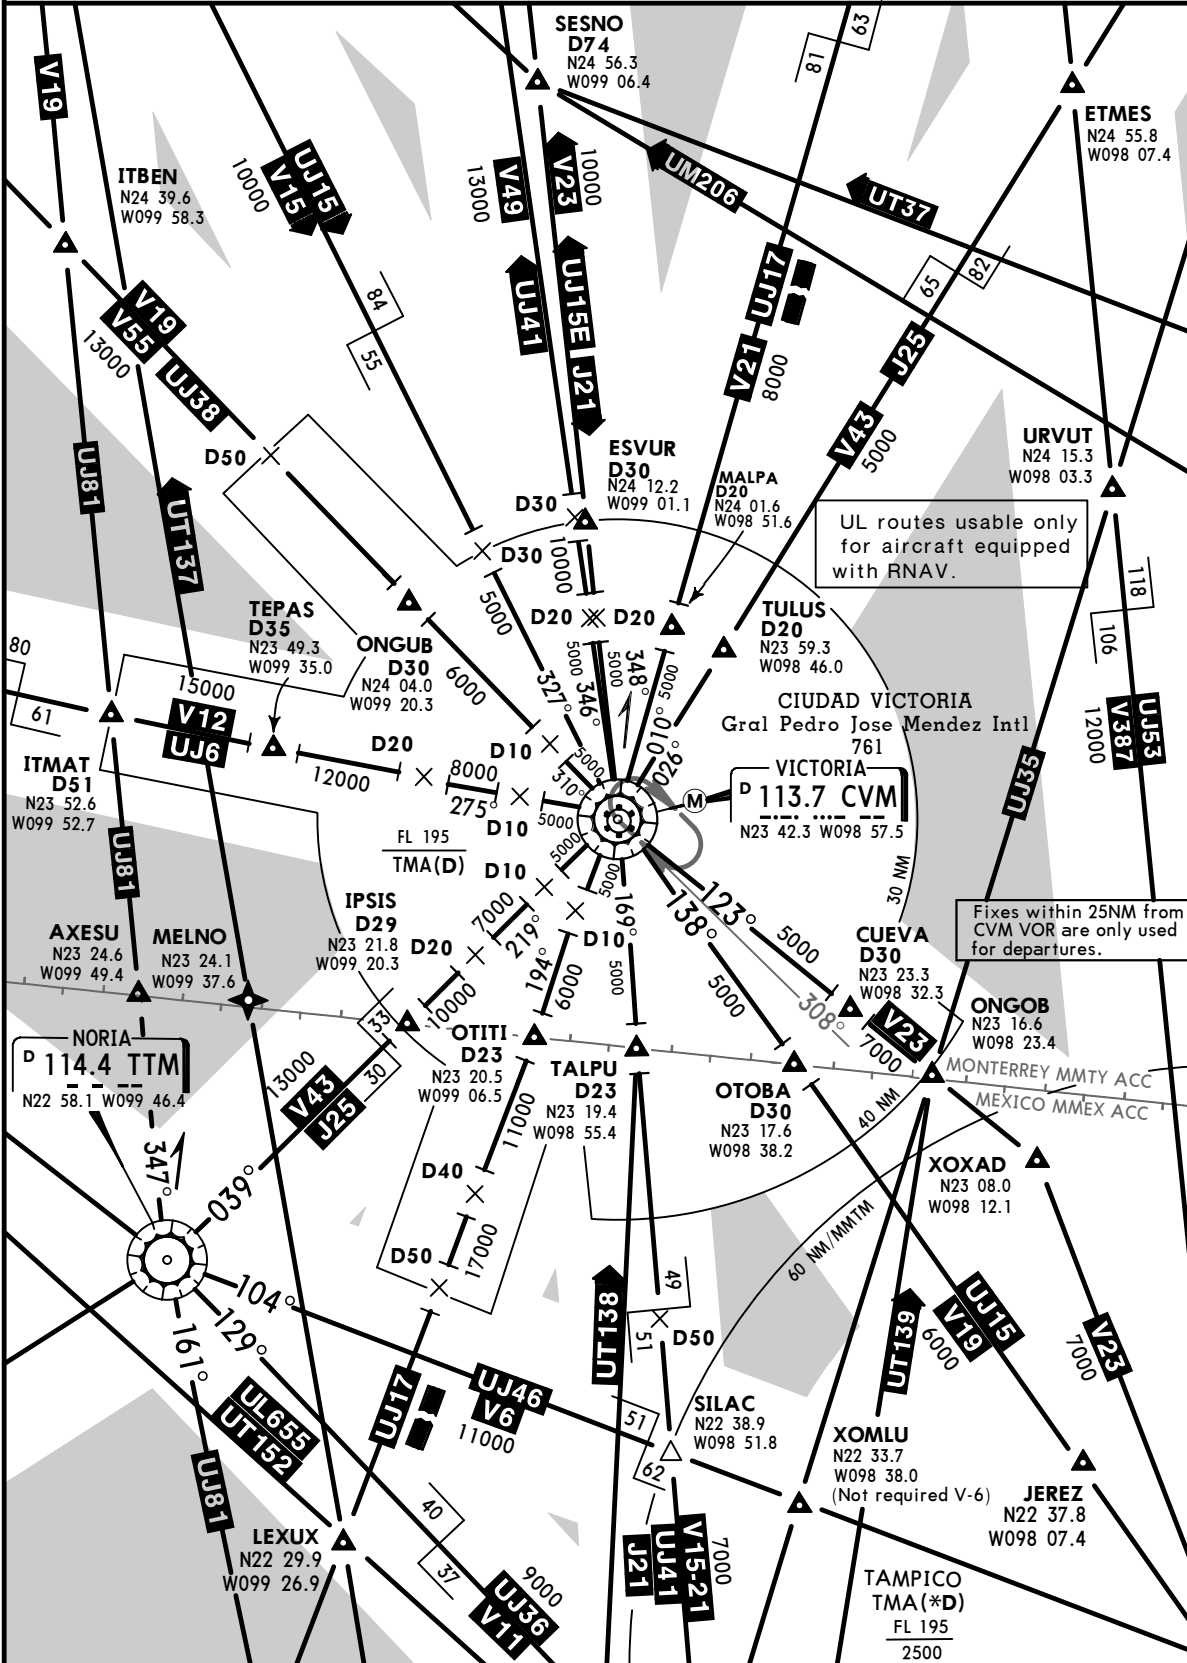 SESNO
D74
N24 56.3
W099 06.4
63
81
V19
ETMES
N24 55.8
W098 07.4
ITBEN
N24 39.6
W099 58.3
UJ15
V15
10000
V49
13000
V23
10000
UM206
UT37
82
65
UJ17
V21
8000
UJ41
UJ15E
J21
84
55
V19
V55
13000
UJ38
J25
V43
5000
URVUT
N24 15.3
W098 03.3
D50
UJ81
UT137
ESVUR
D30
N24 12.2
W099 01.1
D30
D30
MALPA
D20
N24 01.6
W098 51.6
UL routes usable only
for aircraft equipped
with RNAV.
118
106
10000
5000
D20
D20
TEPAS
D35
N23 49.3
W099 35.0
ONGUB
D30
N24 04.0
W099 20.3
6000
TULUS
D20
N23 59.3
W098 46.0
80
61
15000
V12
UJ6
327°
5000
346°
5000
348°
5000
010°
026°
CIUDAD VICTORIA
Gral Pedro Jose Mendez Intl
761
UJ53
V387
12000
D20
12000
D10
8000
275°
D10
5000
310°
5000
ITMAT
D51
N23 52.6
W099 52.7
VICTORIA
D 113.7 CVM
N23 42.3 W098 57.5
M
UJ35
30 NM
FL 195
TMA(D)
UJ81
D10
5000
5000
IPSIS
D29
N23 21.8
W099 20.3
D20
7000
219°
194°
D10
6000
169°
5000
138°
5000
123°
5000
308°
Fixes within 25NM from
CVM VOR are only used
for departures.
AXESU
N23 24.6
W099 49.4
MELNO
N23 24.1
W099 37.6
CUEVA
D30
N23 23.3
W098 32.3
V23
7000
ONGOB
N23 16.6
W098 23.4
33
30
10000
OTITI
D23
N23 20.5
W099 06.5
TALPU
D23
N23 19.4
W098 55.4
OTOBA
D30
N23 17.6
W098 38.2
MONTERREY MMTY ACC
MEXICO MMEX ACC
40 NM
NORIA
D 114.4 TTM
N22 58.1 W099 46.4
13000
V43
J25
11000
D40
347°
039°
XOXAD
N23 08.0
W098 12.1
60 NM/MMTM
D50
17000
104°
129°
161°
UT138
49
51
D50
UT139
UJ15
V19
6000
V23
7000
UJ17
UJ46
V6
11000
SILAC
N22 38.9
W098 51.8
51
62
XOMLU
N22 33.7
W098 38.0
(Not required V-6)
JEREZ
N22 37.8
W098 07.4
UL655
UT152
UJ81
40
37
LEXUX
N22 29.9
W099 26.9
9000
UJ36
V11
J21
UJ41
V15-21
7000
TAMPICO
TMA(*D)
FL 195
2500